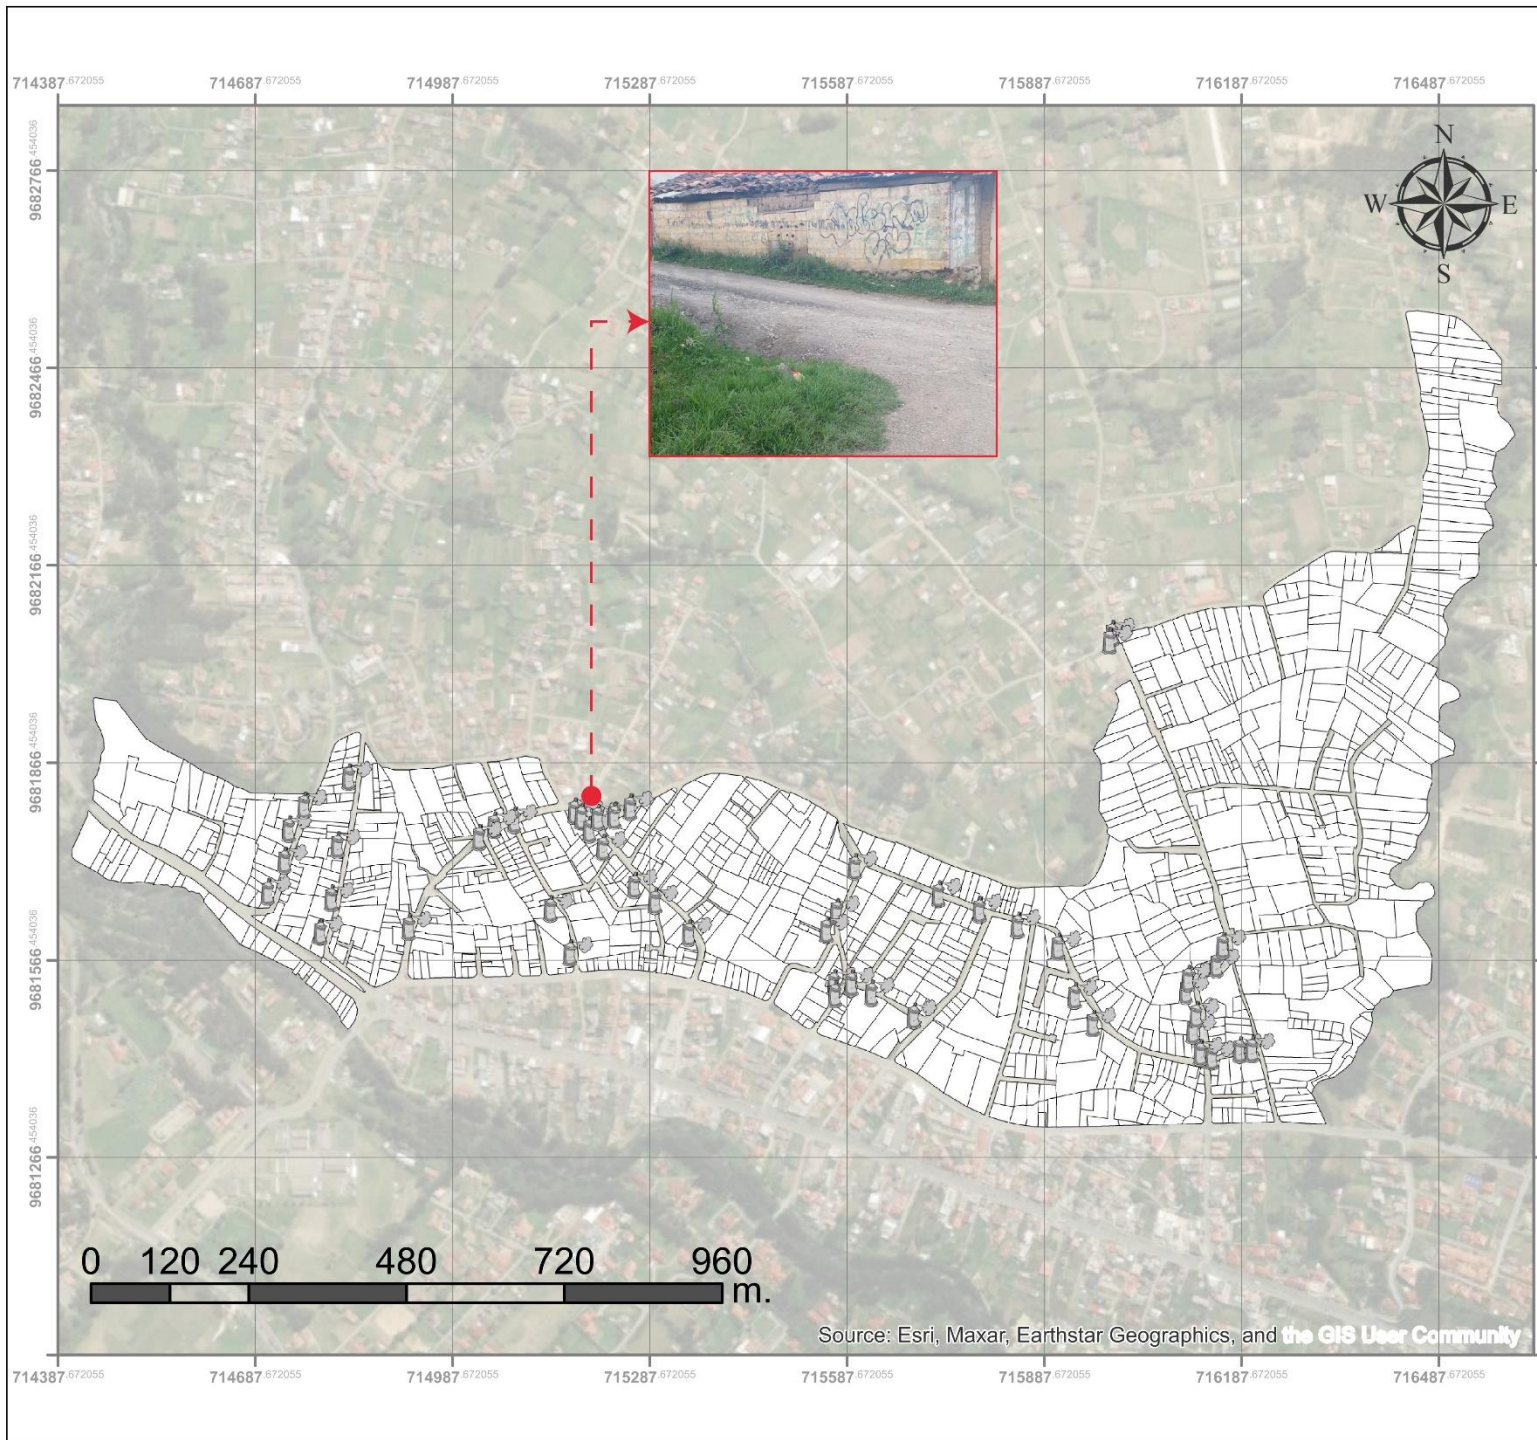 714387.672055 714687.672055 714987.672055 715287.672055 715587.672055 715887.672055 716187.672055 716487.672055
N
W E
S
9682766.454036
9682466.454036
9682166.454036
9681866.454036
9681566.454036
9681266.454036
0 120 240 480 720 960
m.
Source: Esri, Maxar, Earthstar Geographics, and the GIS User Community
714387.672055 714687.672055 714987.672055 715287.672055 715587.672055 715887.672055 716187.672055 716487.672055